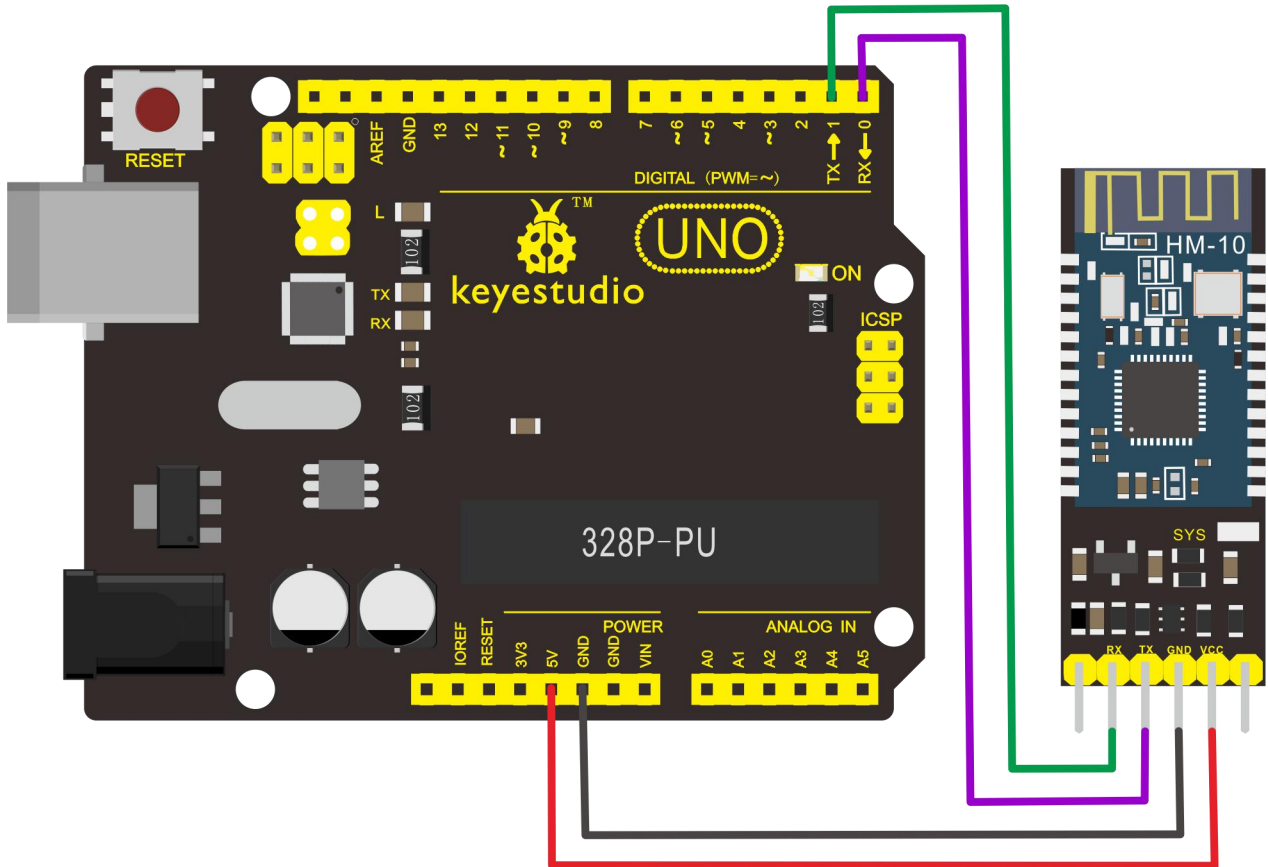 RESET
AREF
GND
13
12
~11
~10
~9
8
7
~6
~5
4
~3
2
TX→1
RX←0
DIGITAL (PWM=~)
L
102
TX
RX
102
TM
keyestudio
UNO
ON
102
ICSP
328P-PU
POWER
ANALOG IN
IOREF
RESET
3V3
5V
GND
GND
VIN
A0
A1
A2
A3
A4
A5
HM-10
SYS
RX TX GND VCC